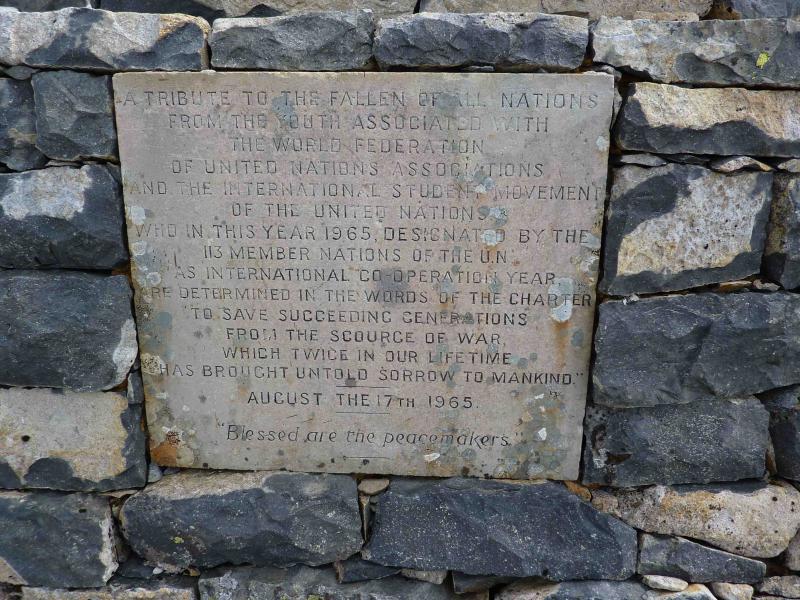 A TRIBUTE TO THE FALLEN OF ALL NATIONS
FROM THE YOUTH ASSOCIATED WITH
THE WORLD FEDERATION
OF UNITED NATIONS ASSOCIATIONS
AND THE INTERNATIONAL STUDENT MOVEMENT
OF THE UNITED NATIONS
WHO IN THIS YEAR 1965, DESIGNATED BY THE
113 MEMBER NATIONS OF THE U.N.
AS INTERNATIONAL CO-OPERATION YEAR
ARE DETERMINED IN THE WORDS OF THE CHARTER
"TO SAVE SUCCEEDING GENERATIONS
FROM THE SCOURGE OF WAR,
WHICH TWICE IN OUR LIFETIME
HAS BROUGHT UNTOLD SORROW TO MANKIND."
AUGUST THE 17TH 1965.
"Blessed are the peacemakers."